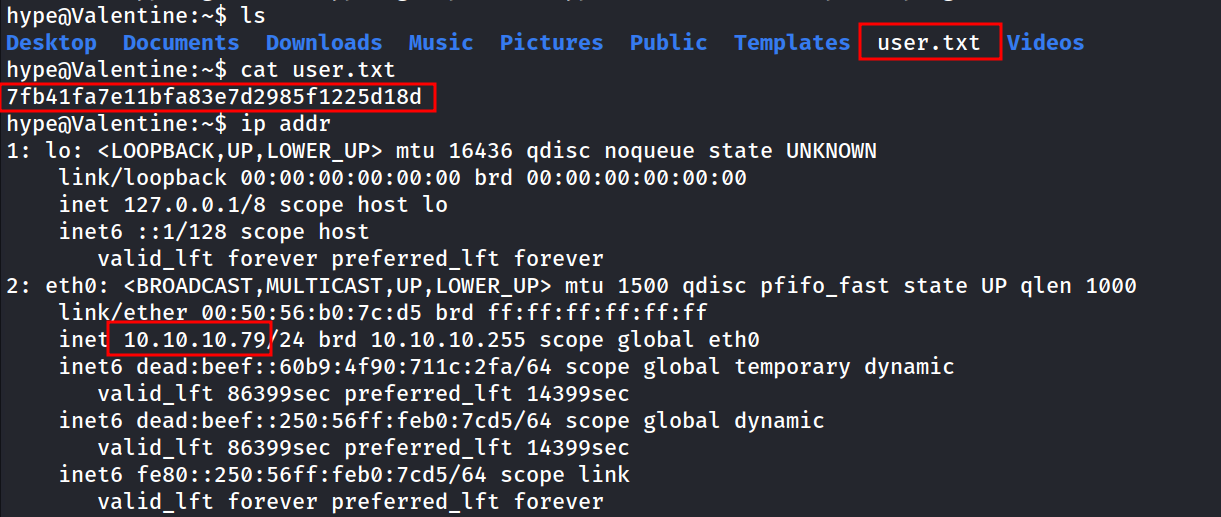 hype@Valentine:~$ ls
Desktop  Documents  Downloads  Music  Pictures  Public  Templates  user.txt  Videos
hype@Valentine:~$ cat user.txt
7fb41fa7e11bfa83e7d2985f1225d18d
hype@Valentine:~$ ip addr
1: lo: <LOOPBACK,UP,LOWER_UP> mtu 16436 qdisc noqueue state UNKNOWN
    link/loopback 00:00:00:00:00:00 brd 00:00:00:00:00:00
    inet 127.0.0.1/8 scope host lo
    inet6 ::1/128 scope host
       valid_lft forever preferred_lft forever
2: eth0: <BROADCAST,MULTICAST,UP,LOWER_UP> mtu 1500 qdisc pfifo_fast state UP qlen 1000
    link/ether 00:50:56:b0:7c:d5 brd ff:ff:ff:ff:ff:ff
    inet 10.10.10.79/24 brd 10.10.10.255 scope global eth0
    inet6 dead:beef::60b9:4f90:711c:2fa/64 scope global temporary dynamic
       valid_lft 86399sec preferred_lft 14399sec
    inet6 dead:beef::250:56ff:feb0:7cd5/64 scope global dynamic
       valid_lft 86399sec preferred_lft 14399sec
    inet6 fe80::250:56ff:feb0:7cd5/64 scope link
       valid_lft forever preferred_lft forever